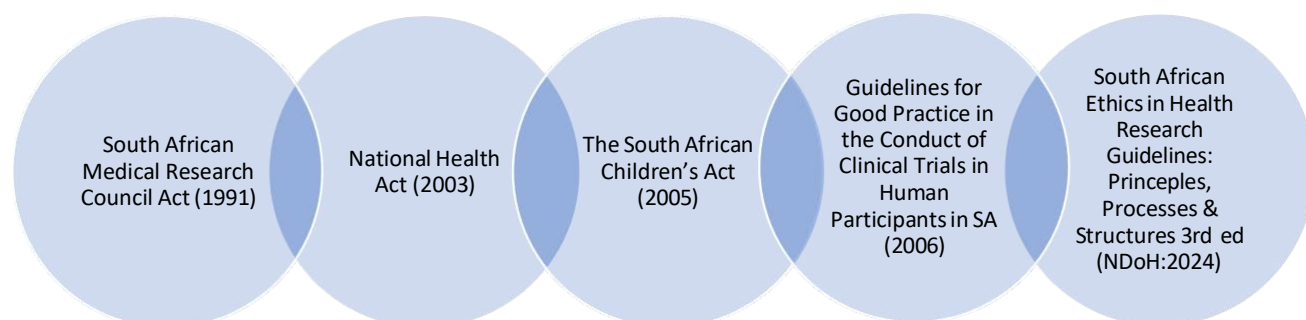 South African
Medical Research
Council Act (1991)
National Health
Act (2003)
The South African
Children’s Act
(2005)
Guidelines for
Good Practice in
the Conduct of
Clinical Trials in
Human
Participants in SA
(2006)
South African
Ethics in Health
Research
Guidelines:
Princeples,
Processes &
Structures 3rd ed
(NDoH:2024)